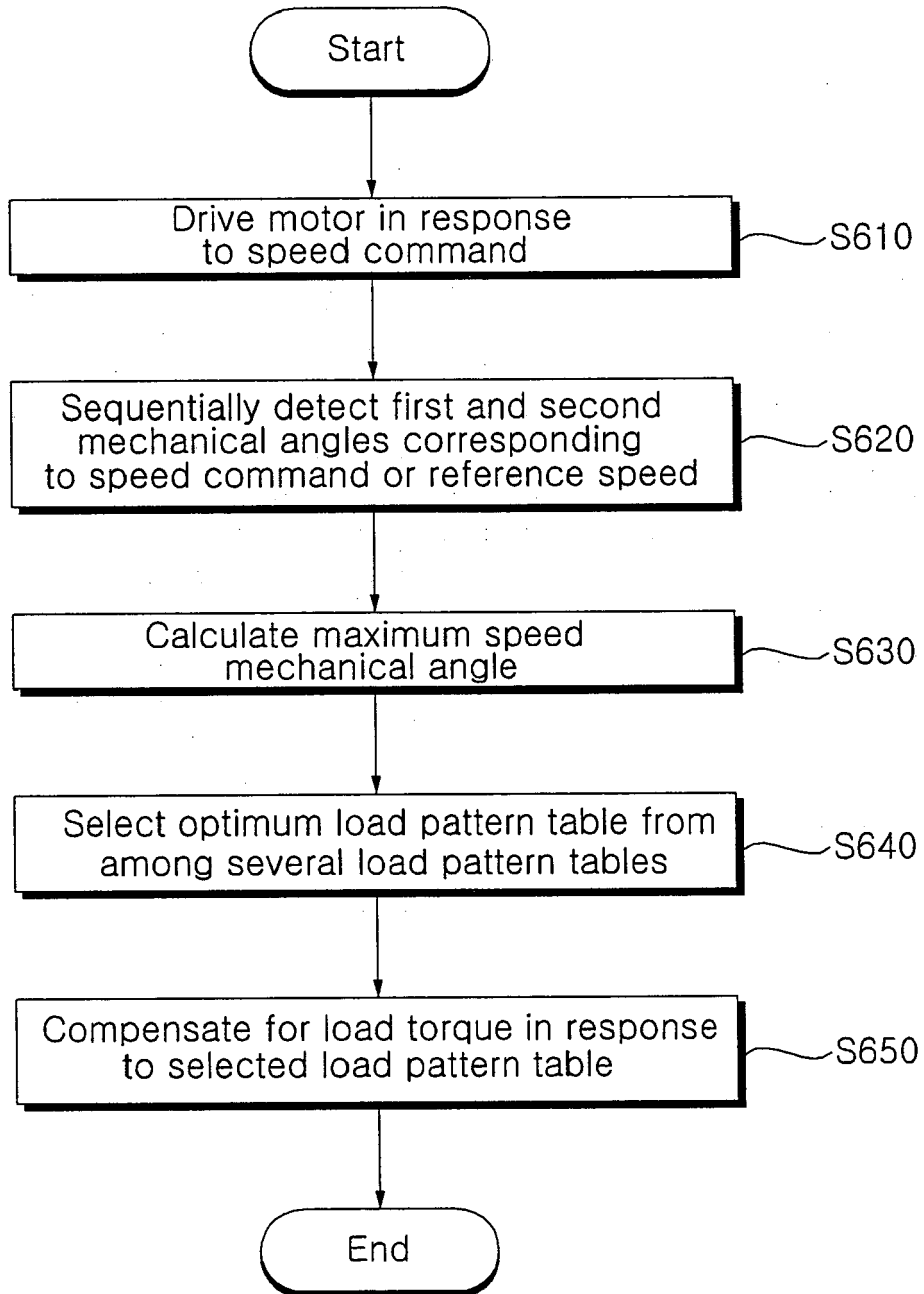 Start
Drive motor in response
to speed command
S610
Sequentially detect first and second
mechanical angles corresponding
to speed command or reference speed
S620
Calculate maximum speed
mechanical angle
S630
Select optimum load pattern table from
among several load pattern tables
S640
Compensate for load torque in response
to selected load pattern table
S650
End